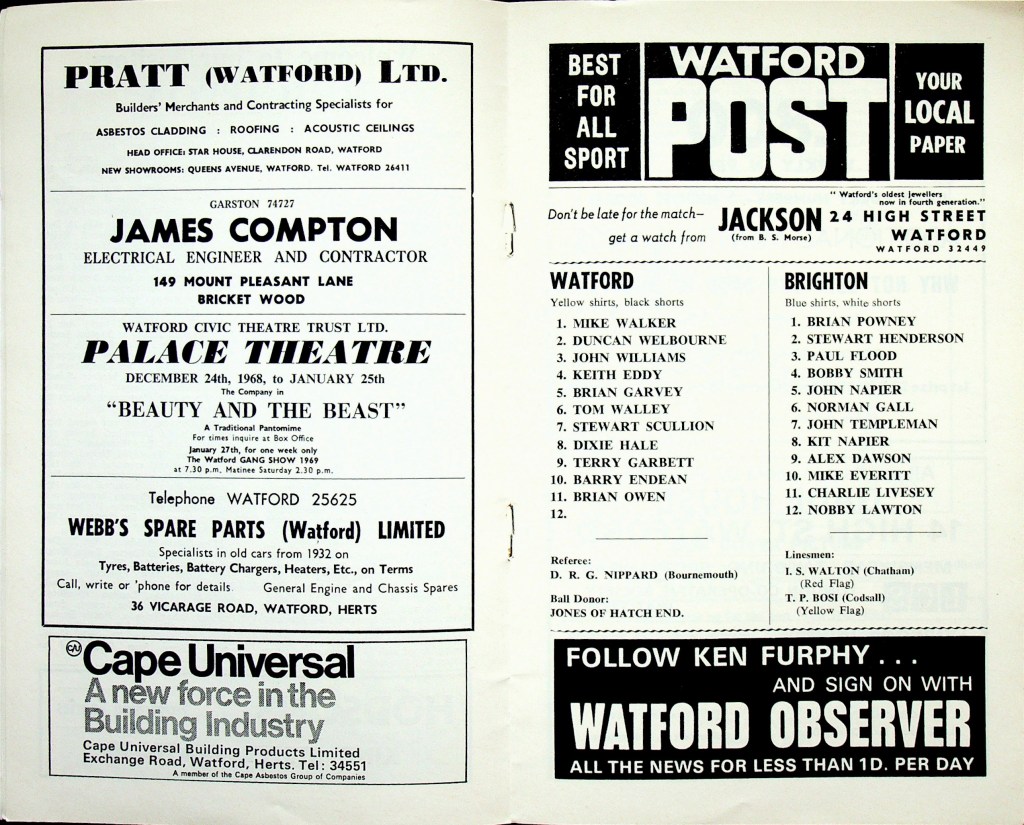 PRATT (WATFORD) LTD.
Builders' Merchants and Contracting Specialists for
ASBESTOS CLADDING : ROOFING : ACOUSTIC CEILINGS
HEAD OFFICE: STAR HOUSE, CLARENDON ROAD, WATFORD
NEW SHOWROOMS: QUEENS AVENUE, WATFORD. Tel. WATFORD 26411
GARSTON 74727
JAMES COMPTON
ELECTRICAL ENGINEER AND CONTRACTOR
149 MOUNT PLEASANT LANE
BRICKET WOOD
WATFORD CIVIC THEATRE TRUST LTD.
PALACE THEATRE
DECEMBER 24th, 1968, to JANUARY 25th
The Company in
"BEAUTY AND THE BEAST"
A Traditional Pantomime
For times inquire at Box Office
January 27th, for one week only
The Watford GANG SHOW 1969
at 7.30 p.m. Matinee Saturday 2.30 p.m.
Telephone WATFORD 25625
WEBB'S SPARE PARTS (Watford) LIMITED
Specialists in old cars from 1932 on
Tyres, Batteries, Battery Chargers, Heaters, Etc., on Terms
Call, write or 'phone for details. General Engine and Chassis Spares
36 VICARAGE ROAD, WATFORD, HERTS
CAU
Cape Universal
A new force in the
Building Industry
Cape Universal Building Products Limited
Exchange Road, Watford, Herts. Tel: 34551
A member of the Cape Asbestos Group of Companies
BEST
FOR
ALL
SPORT
WATFORD
POST
YOUR
LOCAL
PAPER
Don't be late for the match—
get a watch from
JACKSON
(from B. S. Morse)
"Watford's oldest jewellers
now in fourth generation."
24 HIGH STREET
WATFORD
WATFORD 32449
WATFORD
Yellow shirts, black shorts
1. MIKE WALKER
2. DUNCAN WELBOURNE
3. JOHN WILLIAMS
4. KEITH EDDY
5. BRIAN GARVEY
6. TOM WALLEY
7. STEWART SCULLION
8. DIXIE HALE
9. TERRY GARBETT
10. BARRY ENDEAN
11. BRIAN OWEN
12.
Referee:
D. R. G. NIPPARD (Bournemouth)
Ball Donor:
JONES OF HATCH END.
BRIGHTON
Blue shirts, white shorts
1. BRIAN POWNEY
2. STEWART HENDERSON
3. PAUL FLOOD
4. BOBBY SMITH
5. JOHN NAPIER
6. NORMAN GALL
7. JOHN TEMPLEMAN
8. KIT NAPIER
9. ALEX DAWSON
10. MIKE EVERITT
11. CHARLIE LIVESEY
12. NOBBY LAWTON
Linesmen:
I. S. WALTON (Chatham)
(Red Flag)
T. P. BOSI (Codsall)
(Yellow Flag)
FOLLOW KEN FURPHY . . .
AND SIGN ON WITH
WATFORD OBSERVER
ALL THE NEWS FOR LESS THAN 1D. PER DAY